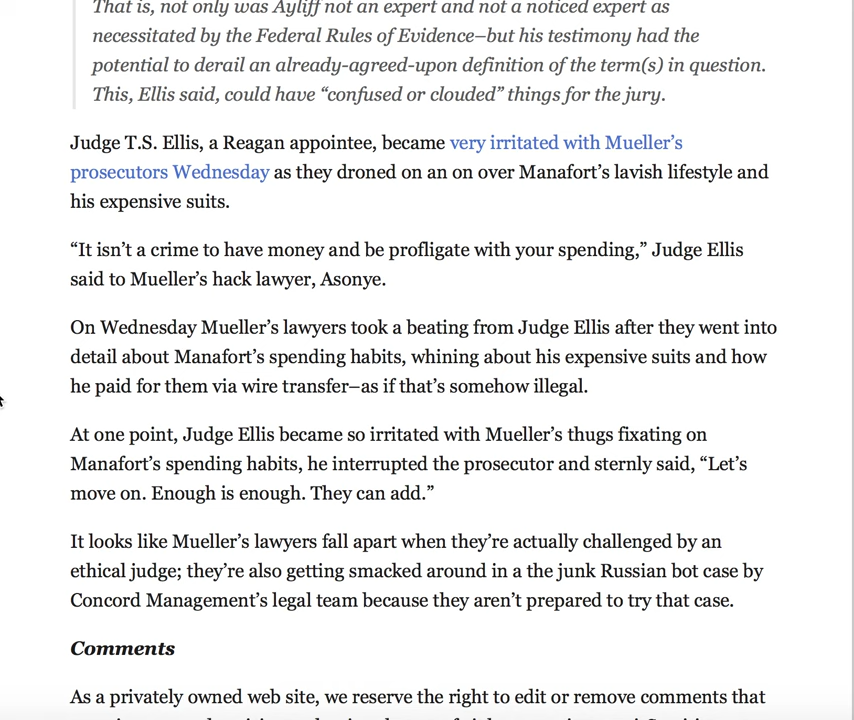 That is, not only was Ayliff not an expert and not a noticed expert as
necessitated by the Federal Rules of Evidence–but his testimony had the
potential to derail an already-agreed-upon definition of the term(s) in question.
This, Ellis said, could have “confused or clouded” things for the jury.
Judge T.S. Ellis, a Reagan appointee, became very irritated with Mueller’s
prosecutors Wednesday as they droned on an on over Manafort’s lavish lifestyle and
his expensive suits.
“It isn’t a crime to have money and be profligate with your spending,” Judge Ellis
said to Mueller’s hack lawyer, Asonye.
On Wednesday Mueller’s lawyers took a beating from Judge Ellis after they went into
detail about Manafort’s spending habits, whining about his expensive suits and how
he paid for them via wire transfer–as if that’s somehow illegal.
At one point, Judge Ellis became so irritated with Mueller’s thugs fixating on
Manafort’s spending habits, he interrupted the prosecutor and sternly said, “Let’s
move on. Enough is enough. They can add.”
It looks like Mueller’s lawyers fall apart when they’re actually challenged by an
ethical judge; they’re also getting smacked around in a the junk Russian bot case by
Concord Management’s legal team because they aren’t prepared to try that case.
Comments
As a privately owned web site, we reserve the right to edit or remove comments that